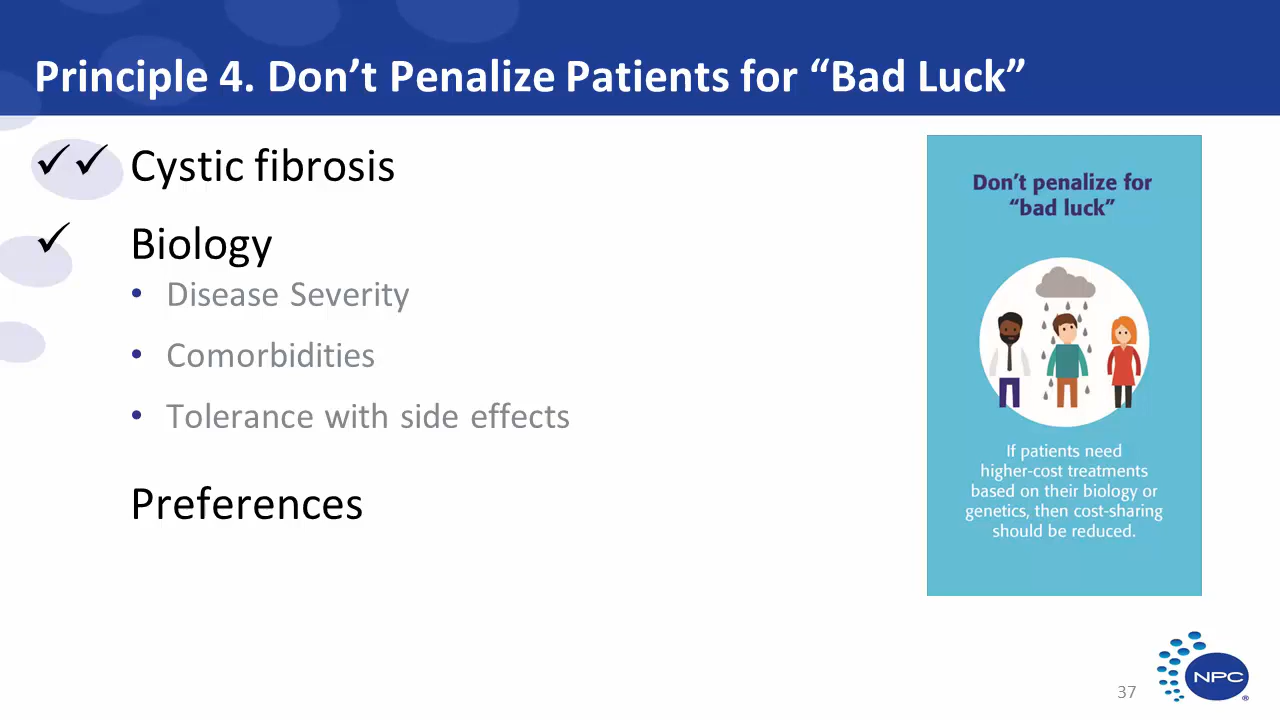 Principle 4. Don’t Penalize Patients for “Bad Luck”
✓✓ Cystic fibrosis
✓ Biology
• Disease Severity
• Comorbidities
• Tolerance with side effects
Preferences
Don’t penalize for
“bad luck”
If patients need
higher-cost treatments
based on their biology or
genetics, then cost-sharing
should be reduced.
37
NPC®